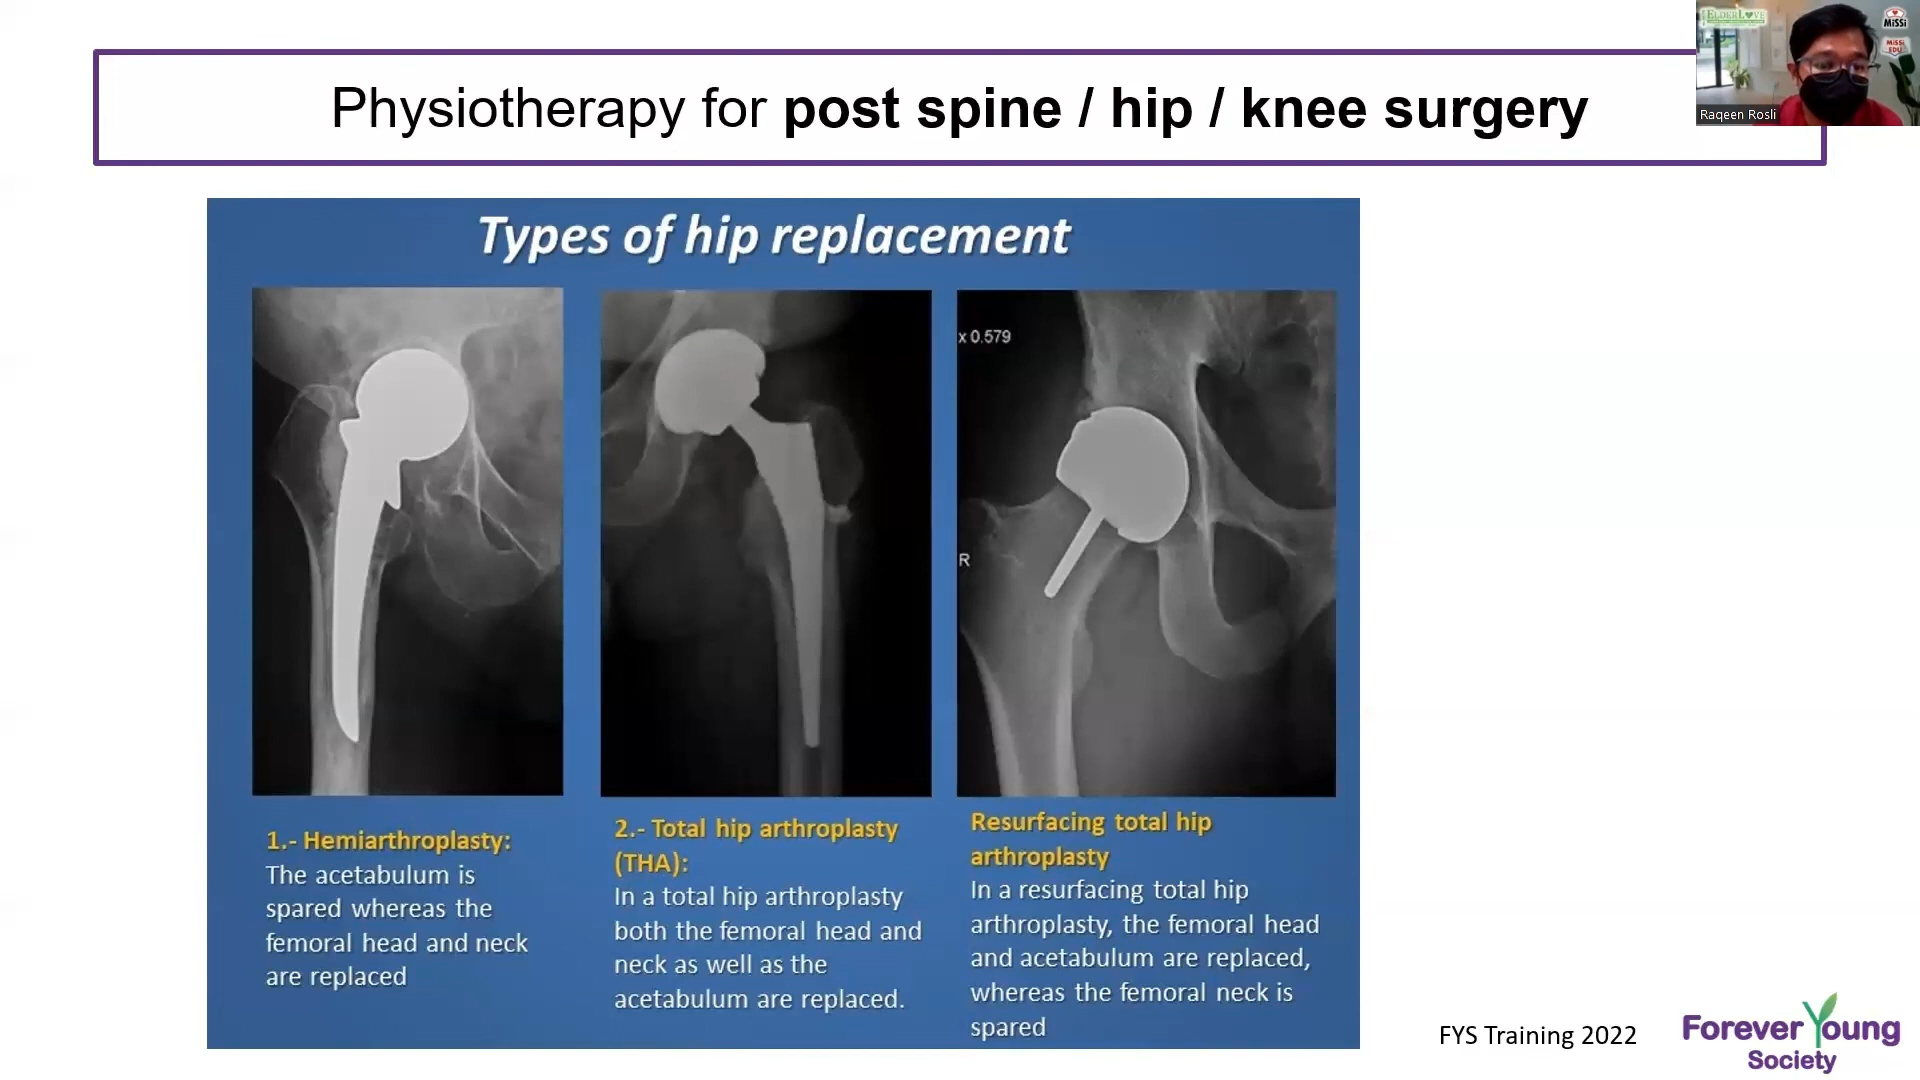 Physiotherapy for post spine / hip / knee surgery
ELDERLOVE
MiSSi
MiSSi
EDU
Raqeen Rosli
Types of hip replacement
x 0.579
R
1.- Hemiarthroplasty:
The acetabulum is
spared whereas the
femoral head and neck
are replaced
2.- Total hip arthroplasty
(THA):
In a total hip arthroplasty
both the femoral head and
neck as well as the
acetabulum are replaced.
Resurfacing total hip
arthroplasty
In a resurfacing total hip
arthroplasty, the femoral head
and acetabulum are replaced,
whereas the femoral neck is
spared
FYS Training 2022
Forever Young
Society